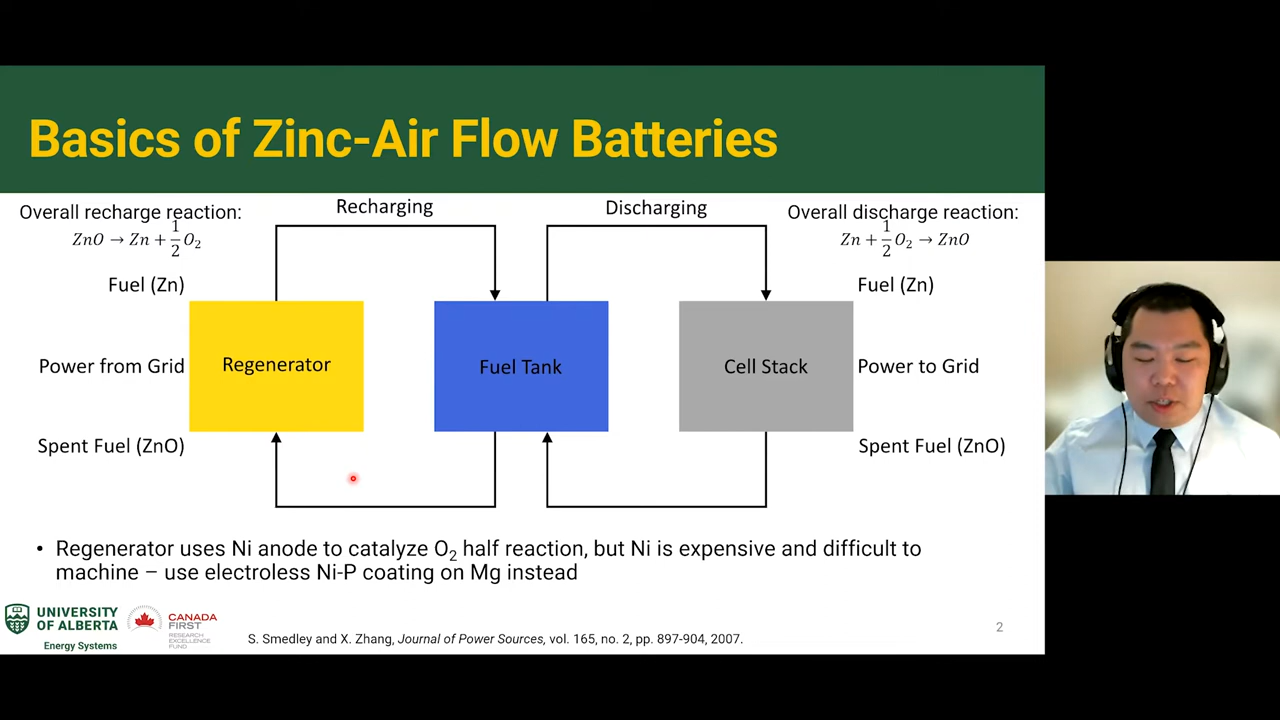 Basics of Zinc-Air Flow Batteries
Overall recharge reaction:
ZnO → Zn + 1/2 O₂
Recharging
Discharging
Overall discharge reaction:
Zn + 1/2 O₂ → ZnO
Fuel (Zn)
Fuel (Zn)
Power from Grid
Regenerator
Fuel Tank
Cell Stack
Power to Grid
Spent Fuel (ZnO)
Spent Fuel (ZnO)
• Regenerator uses Ni anode to catalyze O₂ half reaction, but Ni is expensive and difficult to
machine – use electroless Ni-P coating on Mg instead
UNIVERSITY
OF ALBERTA
Energy Systems
CANADA
FIRST
RESEARCH
EXCELLENCE
FUND
S. Smedley and X. Zhang, Journal of Power Sources, vol. 165, no. 2, pp. 897-904, 2007.
2